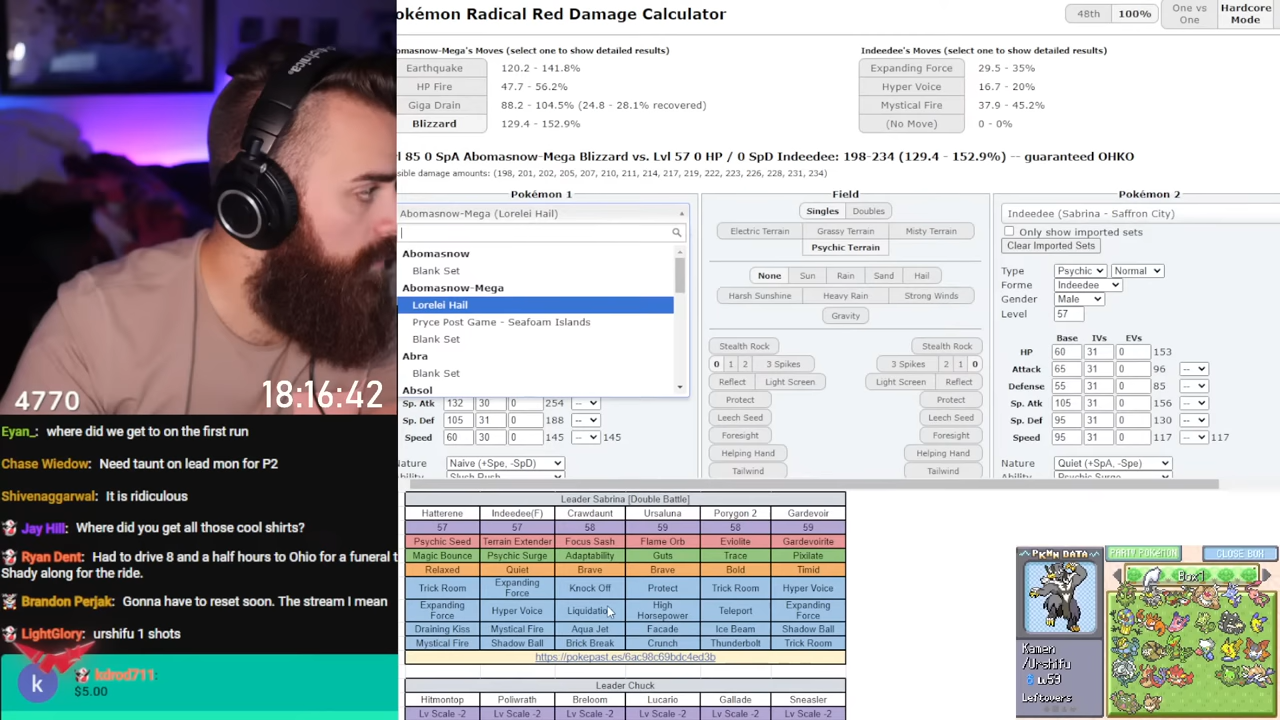 okémon Radical Red Damage Calculator
48th
100%
One vs
One
Hardcore
Mode
omasnow-Mega's Moves (select one to show detailed results)
Earthquake 120.2 - 141.8%
HP Fire 47.7 - 56.2%
Giga Drain 88.2 - 104.5% (24.8 - 28.1% recovered)
Blizzard 129.4 - 152.9%
Indeedee's Moves (select one to show detailed results)
Expanding Force 29.5 - 35%
Hyper Voice 16.7 - 20%
Mystical Fire 37.9 - 45.2%
(No Move) 0 - 0%
l 85 0 SpA Abomasnow-Mega Blizzard vs. Lvl 57 0 HP / 0 SpD Indeedee: 198-234 (129.4 - 152.9%) -- guaranteed OHKO
sible damage amounts: (198, 201, 202, 205, 207, 210, 211, 214, 217, 219, 222, 223, 226, 228, 231, 234)
Pokémon 1
Abomasnow-Mega (Lorelei Hail)
Abomasnow
Blank Set
Abomasnow-Mega
Lorelei Hail
Pryce Post Game - Seafoam Islands
Blank Set
Abra
Blank Set
Absol
Sp. Atk 132 30 0 254 --
Sp. Def 105 31 0 188 --
Speed 60 30 0 145 -- 145
Nature Naive (+Spe, -SpD)
Ability Slush Rush
Field
Singles Doubles
Electric Terrain Grassy Terrain Misty Terrain
Psychic Terrain
None Sun Rain Sand Hail
Harsh Sunshine Heavy Rain Strong Winds
Gravity
Stealth Rock Stealth Rock
0 1 2 3 Spikes 3 Spikes 2 1 0
Reflect Light Screen Light Screen Reflect
Protect Protect
Leech Seed Leech Seed
Foresight Foresight
Helping Hand Helping Hand
Tailwind Tailwind
Pokémon 2
Indeedee (Sabrina - Saffron City)
Only show imported sets
Clear Imported Sets
Type Psychic Normal
Forme Indeedee
Gender Male
Level 57
Base IVs EVs
HP 60 31 0 153
Attack 65 31 0 96 --
Defense 55 31 0 85 --
Sp. Atk 105 31 0 156 --
Sp. Def 95 31 0 130 --
Speed 95 31 0 117 -- 117
Nature Quiet (+SpA, -Spe)
Ability Psychic Surge
4770
18:16:42
Eyan_: where did we get to on the first run
Chase Wiedow: Need taunt on lead mon for P2
Shivenaggarwal: It is ridiculous
Jay Hill: Where did you get all those cool shirts?
Ryan Dent: Had to drive 8 and a half hours to Ohio for a funeral t
Shady along for the ride.
Brandon Perjak: Gonna have to reset soon. The stream I mean
LightGlory: urshifu 1 shots
k
kdrod711:
$5.00
Leader Sabrina [Double Battle]
Hatterene Indeedee(F) Crawdaunt Ursaluna Porygon 2 Gardevoir
57 57 58 59 58 59
Psychic Seed Terrain Extender Focus Sash Flame Orb Eviolite Gardevoirite
Magic Bounce Psychic Surge Adaptability Guts Trace Pixilate
Relaxed Quiet Brave Brave Bold Timid
Trick Room Expanding Force Knock Off Protect Trick Room Hyper Voice
Expanding Force Hyper Voice Liquidation High Horsepower Teleport Expanding Force
Draining Kiss Mystical Fire Aqua Jet Facade Ice Beam Shadow Ball
Mystical Fire Shadow Ball Brick Break Crunch Thunderbolt Trick Room
https://pokepast.es/6ac98c69bdc4ed3b
Leader Chuck
Hitmontop Poliwrath Breloom Lucario Gallade Sneasler
Lv Scale -2 Lv Scale -2 Lv Scale -2 Lv Scale -2 Lv Scale -2 Lv Scale -2
PKMN DATA
PARTY POKéMON
CLOSE BOX
Box1
Urshifu
Lv59
Leftovers